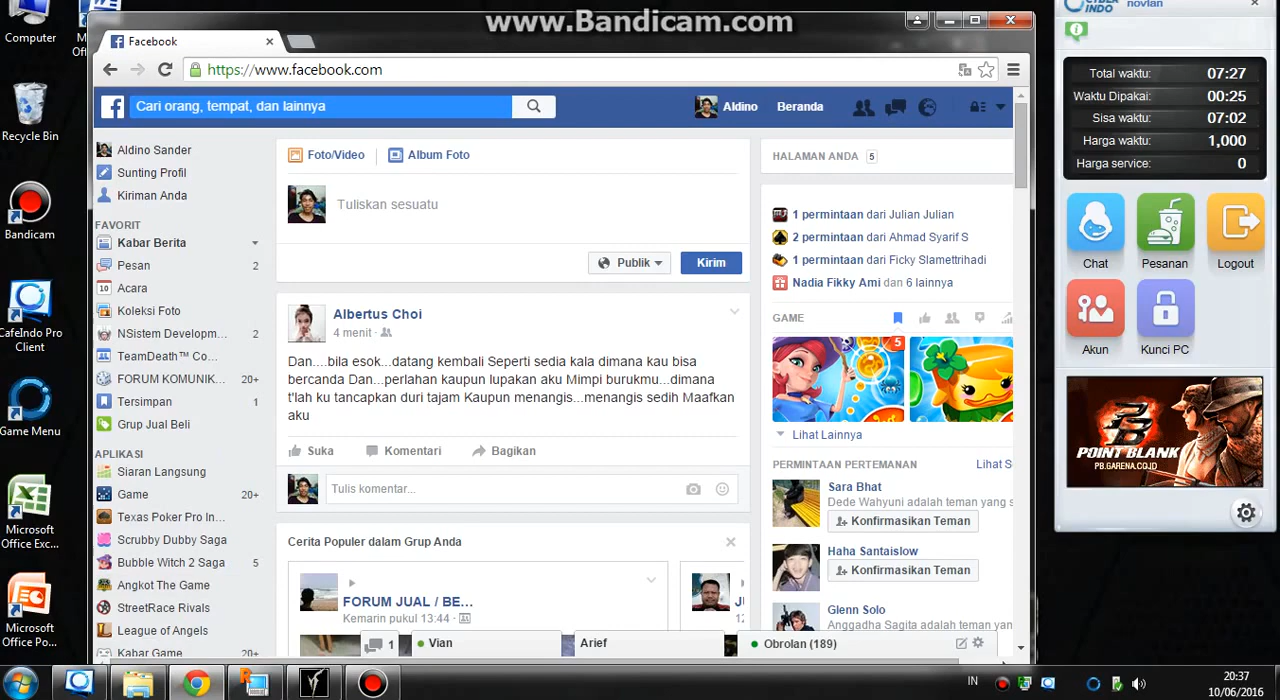 www.Bandicam.com
Computer
Recycle Bin
Bandicam
CafeIndo Pro
Client
Game Menu
Microsoft
Office Exc...
Microsoft
Office Po...
Facebook
https://www.facebook.com
Cari orang, tempat, dan lainnya
Aldino
Beranda
Aldino Sander
Sunting Profil
Kiriman Anda
FAVORIT
Kabar Berita
Pesan 2
Acara
Koleksi Foto
NSistem Developm... 2
TeamDeath™ Co...
FORUM KOMUNIK... 20+
Tersimpan 1
Grup Jual Beli
APLIKASI
Siaran Langsung
Game 20+
Texas Poker Pro In...
Scrubby Dubby Saga
Bubble Witch 2 Saga 5
Angkot The Game
StreetRace Rivals
League of Angels
Kabar Game 20+
Foto/Video
Album Foto
Tuliskan sesuatu
Publik
Kirim
Albertus Choi
4 menit
Dan....bila esok...datang kembali Seperti sedia kala dimana kau bisa
bercanda Dan...perlahan kaupun lupakan aku Mimpi burukmu...dimana
t'lah ku tancapkan duri tajam Kaupun menangis...menangis sedih Maafkan
aku
Suka Komentari Bagikan
Tulis komentar...
Cerita Populer dalam Grup Anda
FORUM JUAL / BE...
Kemarin pukul 13:44
HALAMAN ANDA 5
1 permintaan dari Julian Julian
2 permintaan dari Ahmad Syarif S
1 permintaan dari Ficky Slamettrihadi
Nadia Fikky Ami dan 6 lainnya
GAME
5
Lihat Lainnya
PERMINTAAN PERTEMANAN Lihat S
Sara Bhat
Dede Wahyuni adalah teman yang s
Konfirmasikan Teman
Haha Santaislow
Konfirmasikan Teman
Glenn Solo
Anggadha Sagita adalah teman yang
1
Vian
Arief
Obrolan (189)
INDO
novian
Total waktu: 07:27
Waktu Dipakai: 00:25
Sisa waktu: 07:02
Harga waktu: 1,000
Harga service: 0
Chat
Pesanan
Logout
Akun
Kunci PC
POINT BLANK
PB.GARENA.CO.ID
IN
20:37
10/06/2016